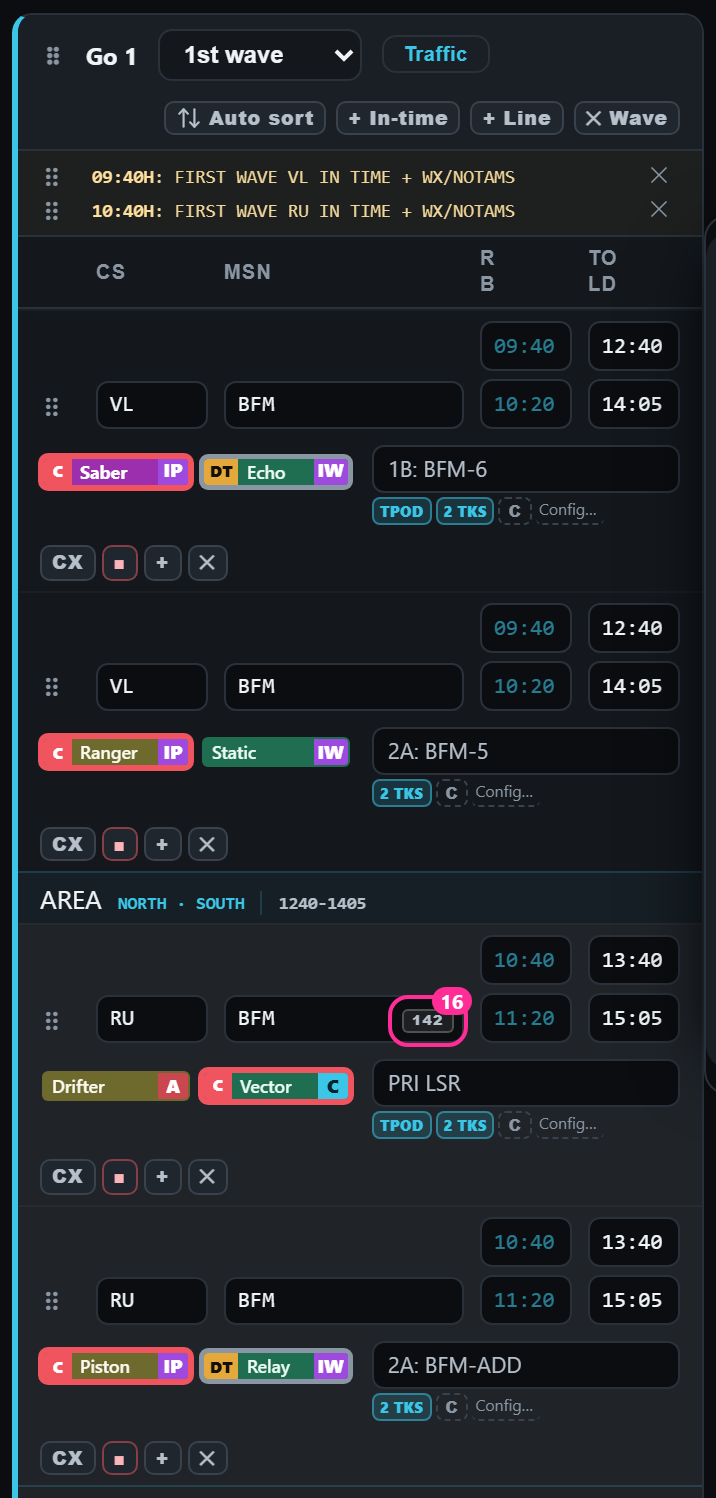 Go 1 1st wave Traffic
Auto sort + In-time + Line × Wave
09:40H: FIRST WAVE VL IN TIME + WX/NOTAMS
10:40H: FIRST WAVE RU IN TIME + WX/NOTAMS
CS MSN R B TO LD
09:40 12:40
VL BFM 10:20 14:05
C Saber IP DT Echo IW 1B: BFM-6
TPOD 2 TKS C Config...
CX + ×
09:40 12:40
VL BFM 10:20 14:05
C Ranger IP Static IW 2A: BFM-5
2 TKS C Config...
CX + ×
AREA NORTH · SOUTH 1240-1405
10:40 13:40
16
RU BFM 142 11:20 15:05
Drifter A C Vector C PRI LSR
TPOD 2 TKS C Config...
CX + ×
10:40 13:40
RU BFM 11:20 15:05
C Piston IP DT Relay IW 2A: BFM-ADD
2 TKS C Config...
CX + ×